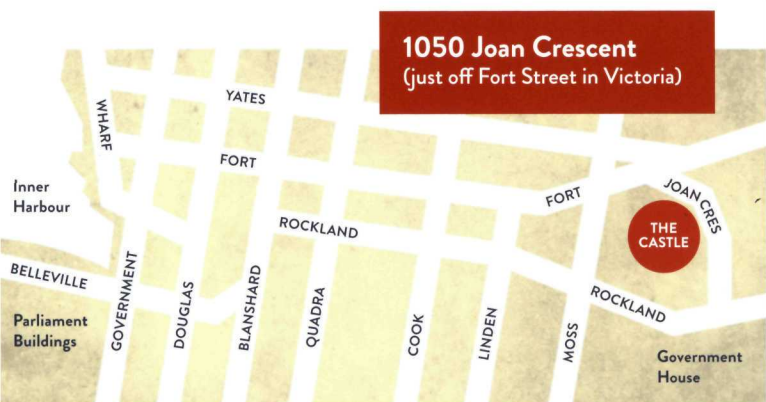 1050 Joan Crescent
(just off Fort Street in Victoria)
YATES
WHARF
FORT
Inner
Harbour
FORT
JOAN CRES
ROCKLAND
THE
CASTLE
BELLEVILLE
GOVERNMENT
DOUGLAS
BLANSHARD
QUADRA
COOK
LINDEN
MOSS
ROCKLAND
Parliament
Buildings
Government
House